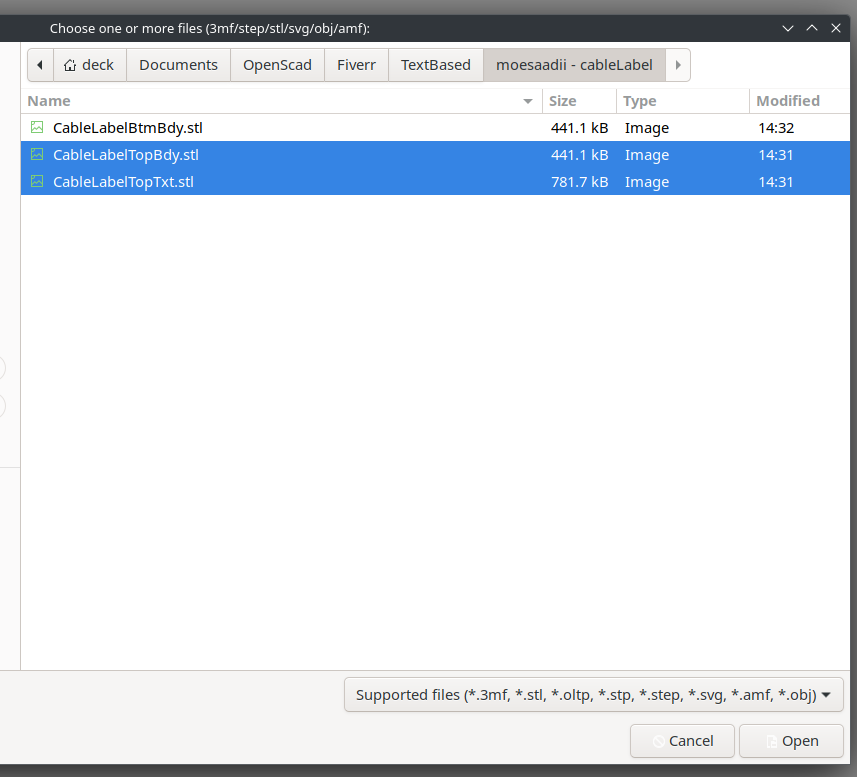 Choose one or more files (3mf/step/stl/svg/obj/amf):
deck Documents OpenScad Fiverr TextBased moesaadii - cableLabel
Name Size Type Modified
CableLabelBtmBdy.stl 441.1 kB Image 14:32
CableLabelTopBdy.stl 441.1 kB Image 14:31
CableLabelTopTxt.stl 781.7 kB Image 14:31
Supported files (*.3mf, *.stl, *.oltp, *.stp, *.step, *.svg, *.amf, *.obj)
Cancel Open